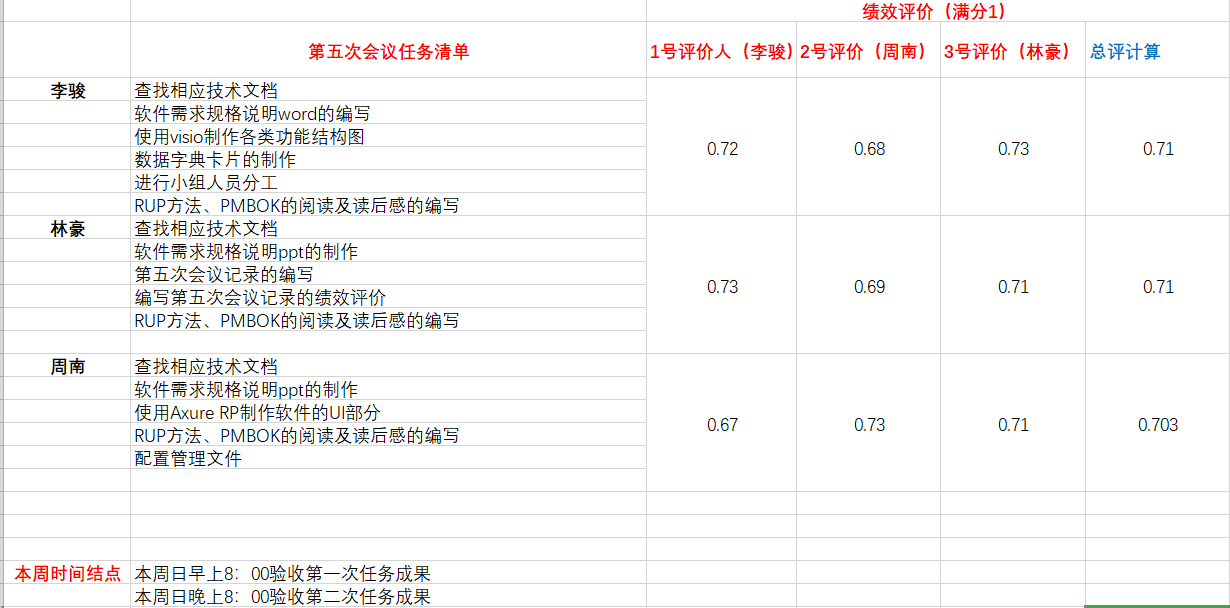 绩效评价（满分1）
第五次会议任务清单 1号评价人（李骏） 2号评价（周南） 3号评价（林豪） 总评计算
李骏 查找相应技术文档
软件需求规格说明word的编写
使用visio制作各类功能结构图
0.72 0.68 0.73 0.71
数据字典卡片的制作
进行小组人员分工
RUP方法、PMBOK的阅读及读后感的编写
林豪 查找相应技术文档
软件需求规格说明ppt的制作
第五次会议记录的编写
0.73 0.69 0.71 0.71
编写第五次会议记录的绩效评价
RUP方法、PMBOK的阅读及读后感的编写
周南 查找相应技术文档
软件需求规格说明ppt的制作
使用Axure RP制作软件的UI部分
0.67 0.73 0.71 0.703
RUP方法、PMBOK的阅读及读后感的编写
配置管理文件
本周时间结点 本周日早上8：00验收第一次任务成果
本周日晚上8：00验收第二次任务成果